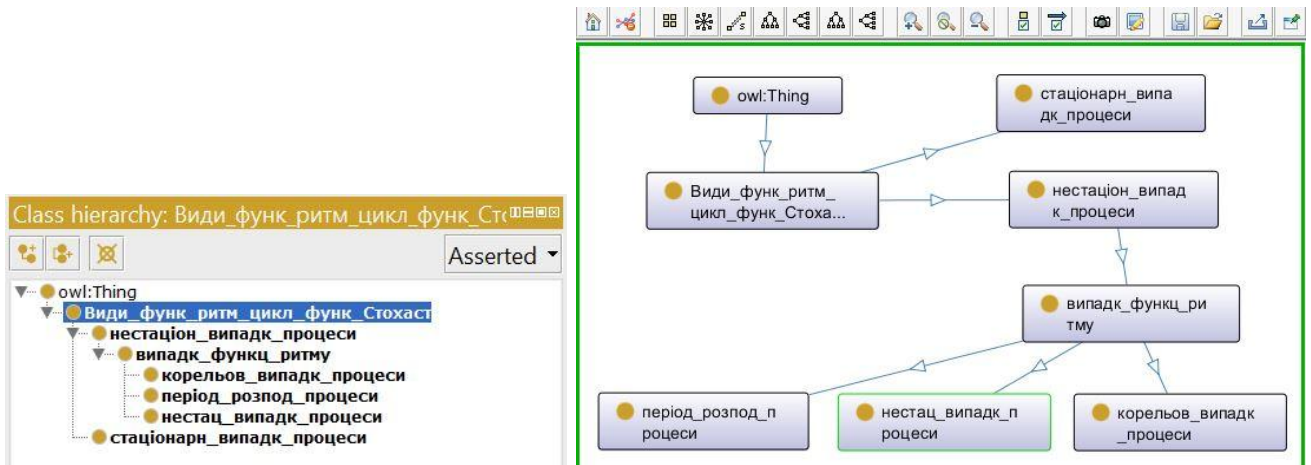 Class hierarchy: Види_функ_ритм_цикл_функ_Ст
Asserted
owl:Thing
Види_функ_ритм_цикл_функ_Стохаст
нестаціон_випадк_процеси
випадк_функц_ритму
корельов_випадк_процеси
період_розпод_процеси
нестац_випадк_процеси
стаціонарн_випадк_процеси
owl:Thing
стаціонарн_випа
дк_процеси
Види_функ_ритм_
цикл_функ_Стоха...
нестаціон_випад
к_процеси
випадк_функц_ри
тму
період_розпод_п
роцеси
нестац_випадк_п
роцеси
корельов_випадк
_процеси